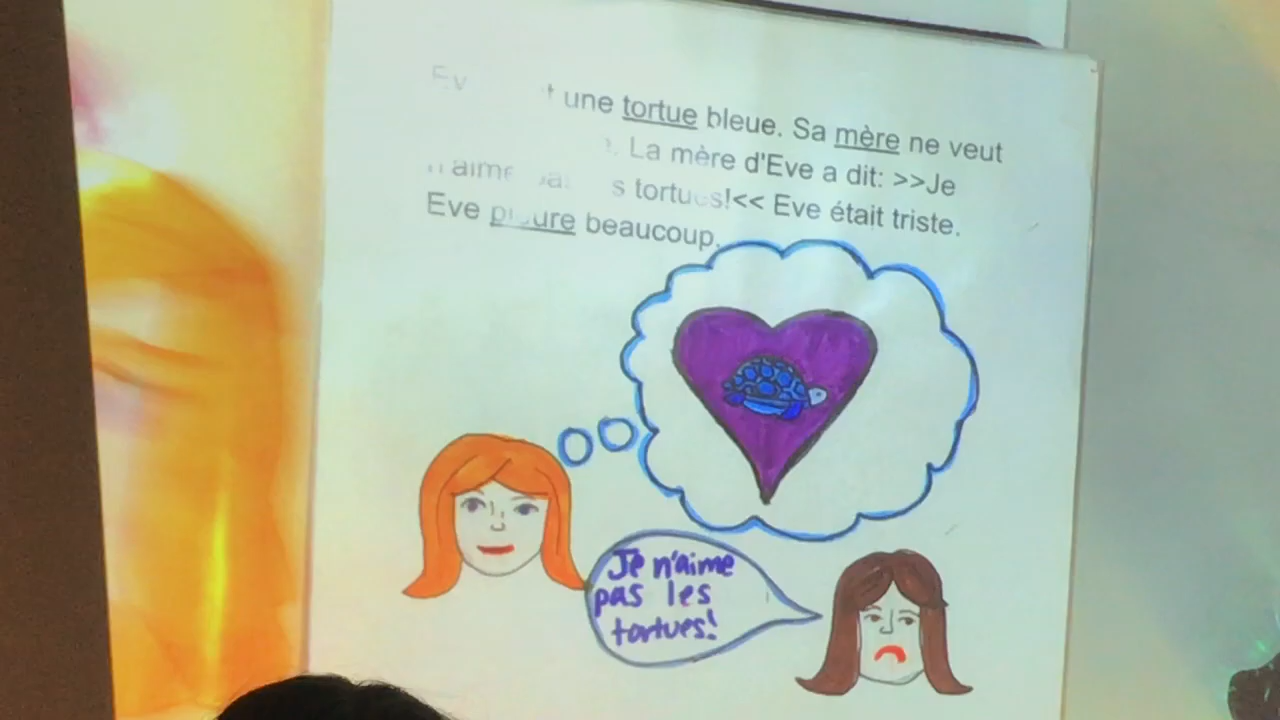 une tortue bleue. Sa mère ne veut
La mère d'Eve a dit: >>Je
tortues!<< Eve était triste.
Eve pleure beaucoup.
Je n'aime
pas les
tortues!